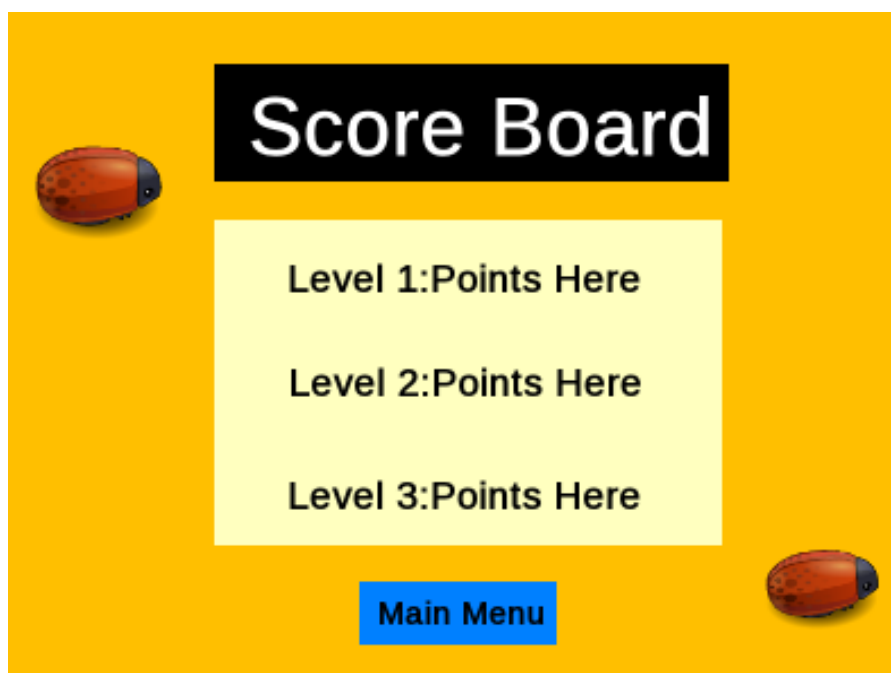 Score Board
Level 1:Points Here
Level 2:Points Here
Level 3:Points Here
Main Menu